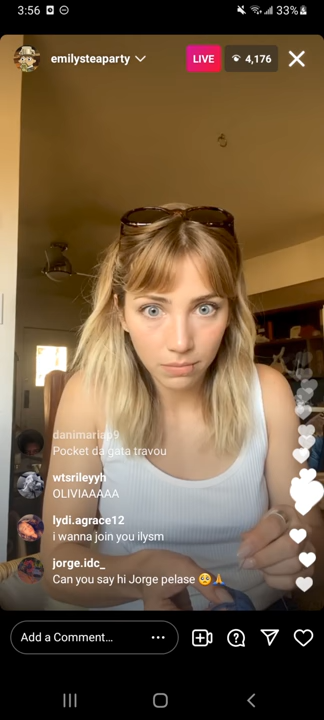 3:56
33%
emilysteaparty
LIVE
4,176
danimariab9
Pocket da gata travou
wtsrileyyh
OLIVIAAAAA
lydi.agrace12
i wanna join you ilysm
jorge.idc_
Can you say hi Jorge pelase 🥺🙏
Add a Comment...